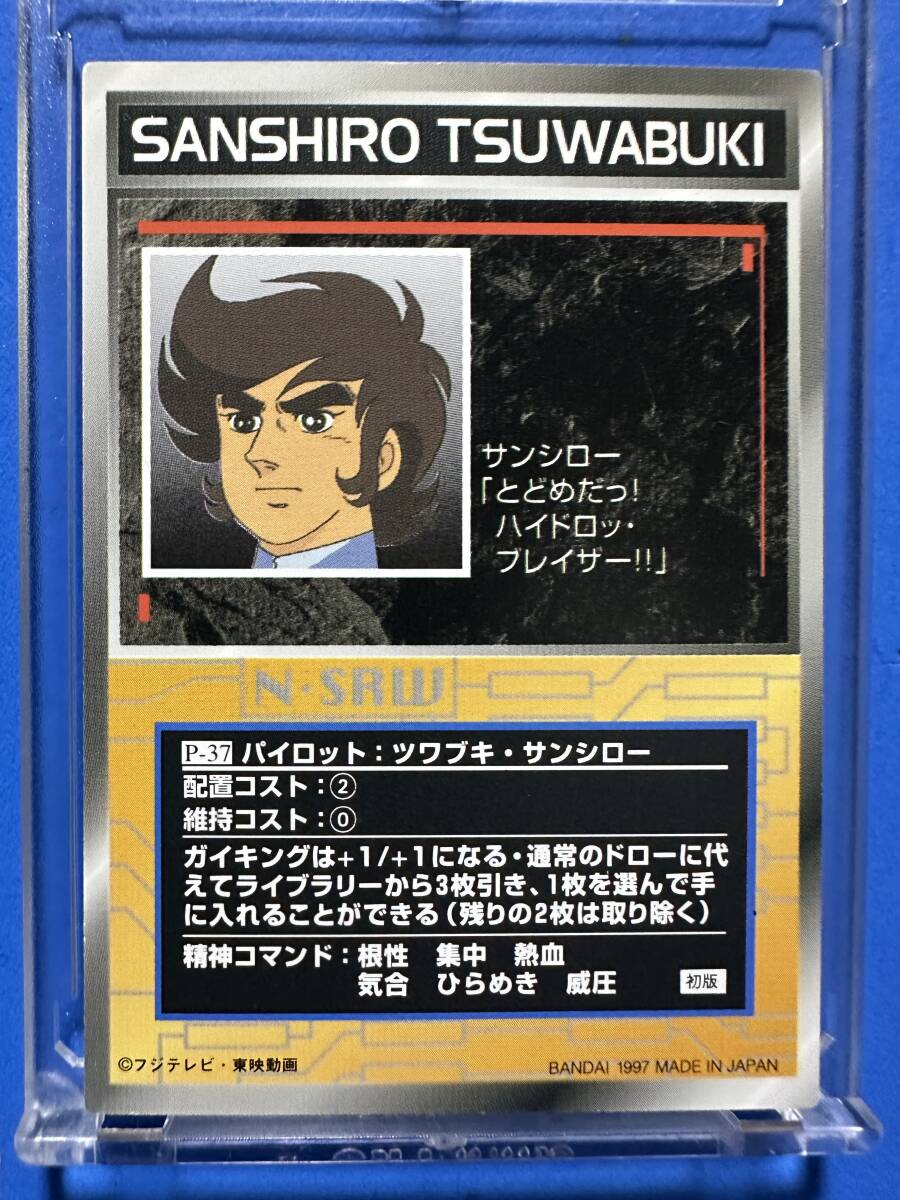 SANSHIRO TSUWABUKI
サンシロー
「とどめだっ!
ハイドロッ・
ブレイザー!!」
N・SRW
P-37 パイロット:ツワブキ・サンシロー
配置コスト:②
維持コスト:⓪
ガイキングは+1/+1になる・通常のドローに代
えてライブラリーから3枚引き、1枚を選んで手
に入れることができる(残りの2枚は取り除く)
精神コマンド:根性 集中 熱血
気合 ひらめき 威圧
初版
©フジテレビ・東映動画
BANDAI 1997 MADE IN JAPAN